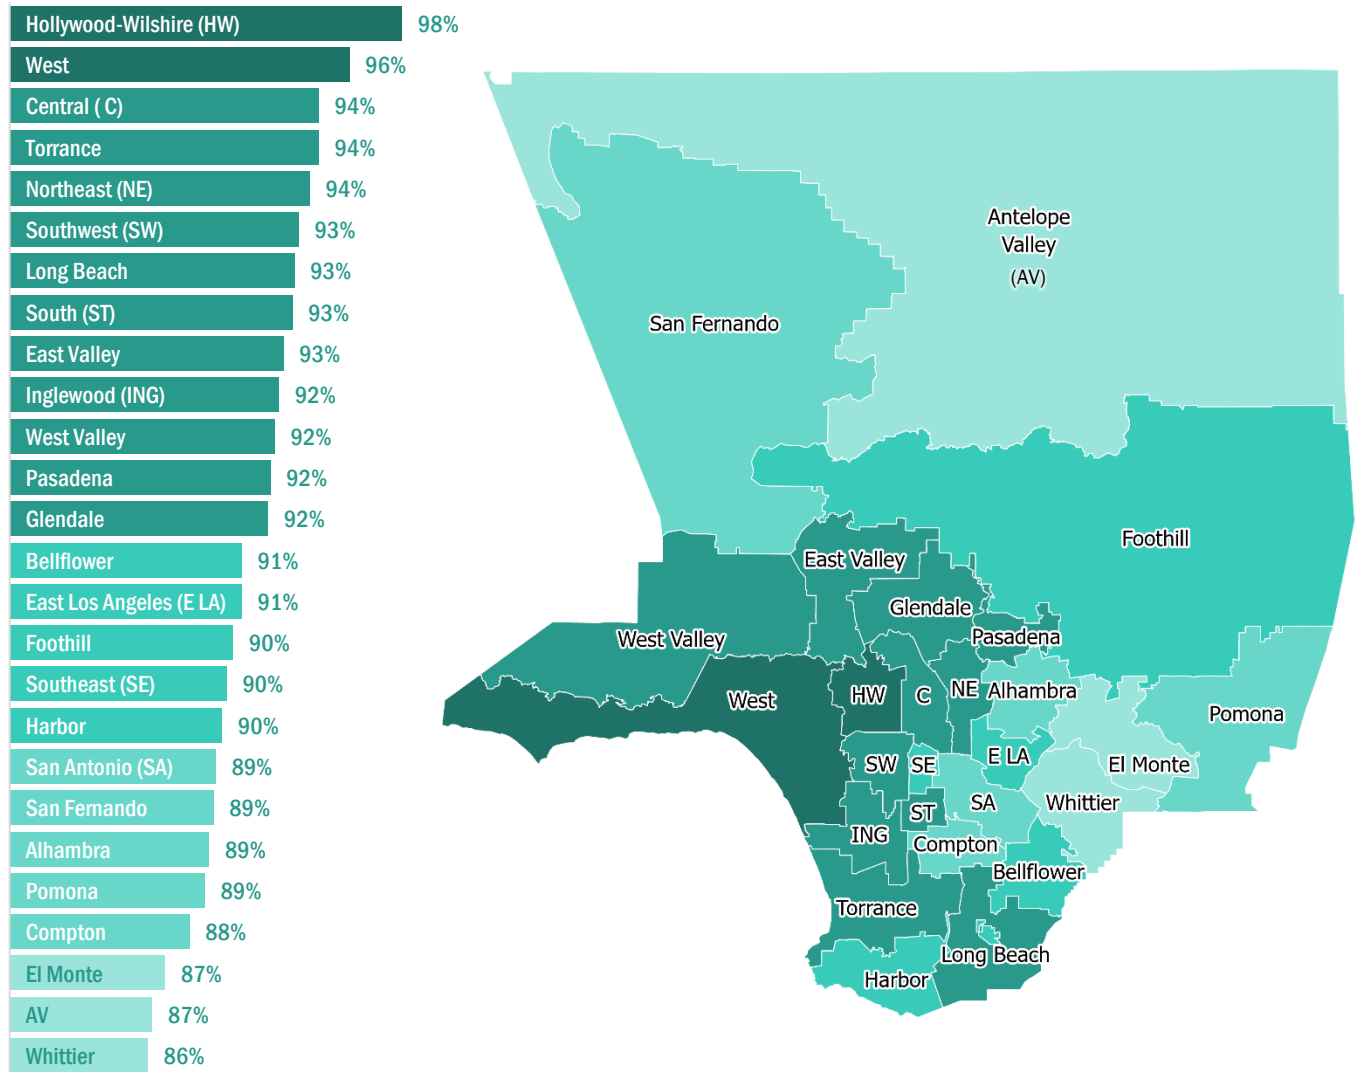 Hollywood-Wilshire (HW) 98%
West 96%
Central ( C) 94%
Torrance 94%
Northeast (NE) 94%
Southwest (SW) 93%
Long Beach 93%
South (ST) 93%
East Valley 93%
Inglewood (ING) 92%
West Valley 92%
Pasadena 92%
Glendale 92%
Bellflower 91%
East Los Angeles (E LA) 91%
Foothill 90%
Southeast (SE) 90%
Harbor 90%
San Antonio (SA) 89%
San Fernando 89%
Alhambra 89%
Pomona 89%
Compton 88%
El Monte 87%
AV 87%
Whittier 86%
Antelope
Valley
(AV)
San Fernando
Foothill
East Valley
Glendale
West Valley
Pasadena
West
HW
C
NE
Alhambra
Pomona
SW
SE
E LA
El Monte
SA
Whittier
ST
ING
Compton
Bellflower
Torrance
Long Beach
Harbor